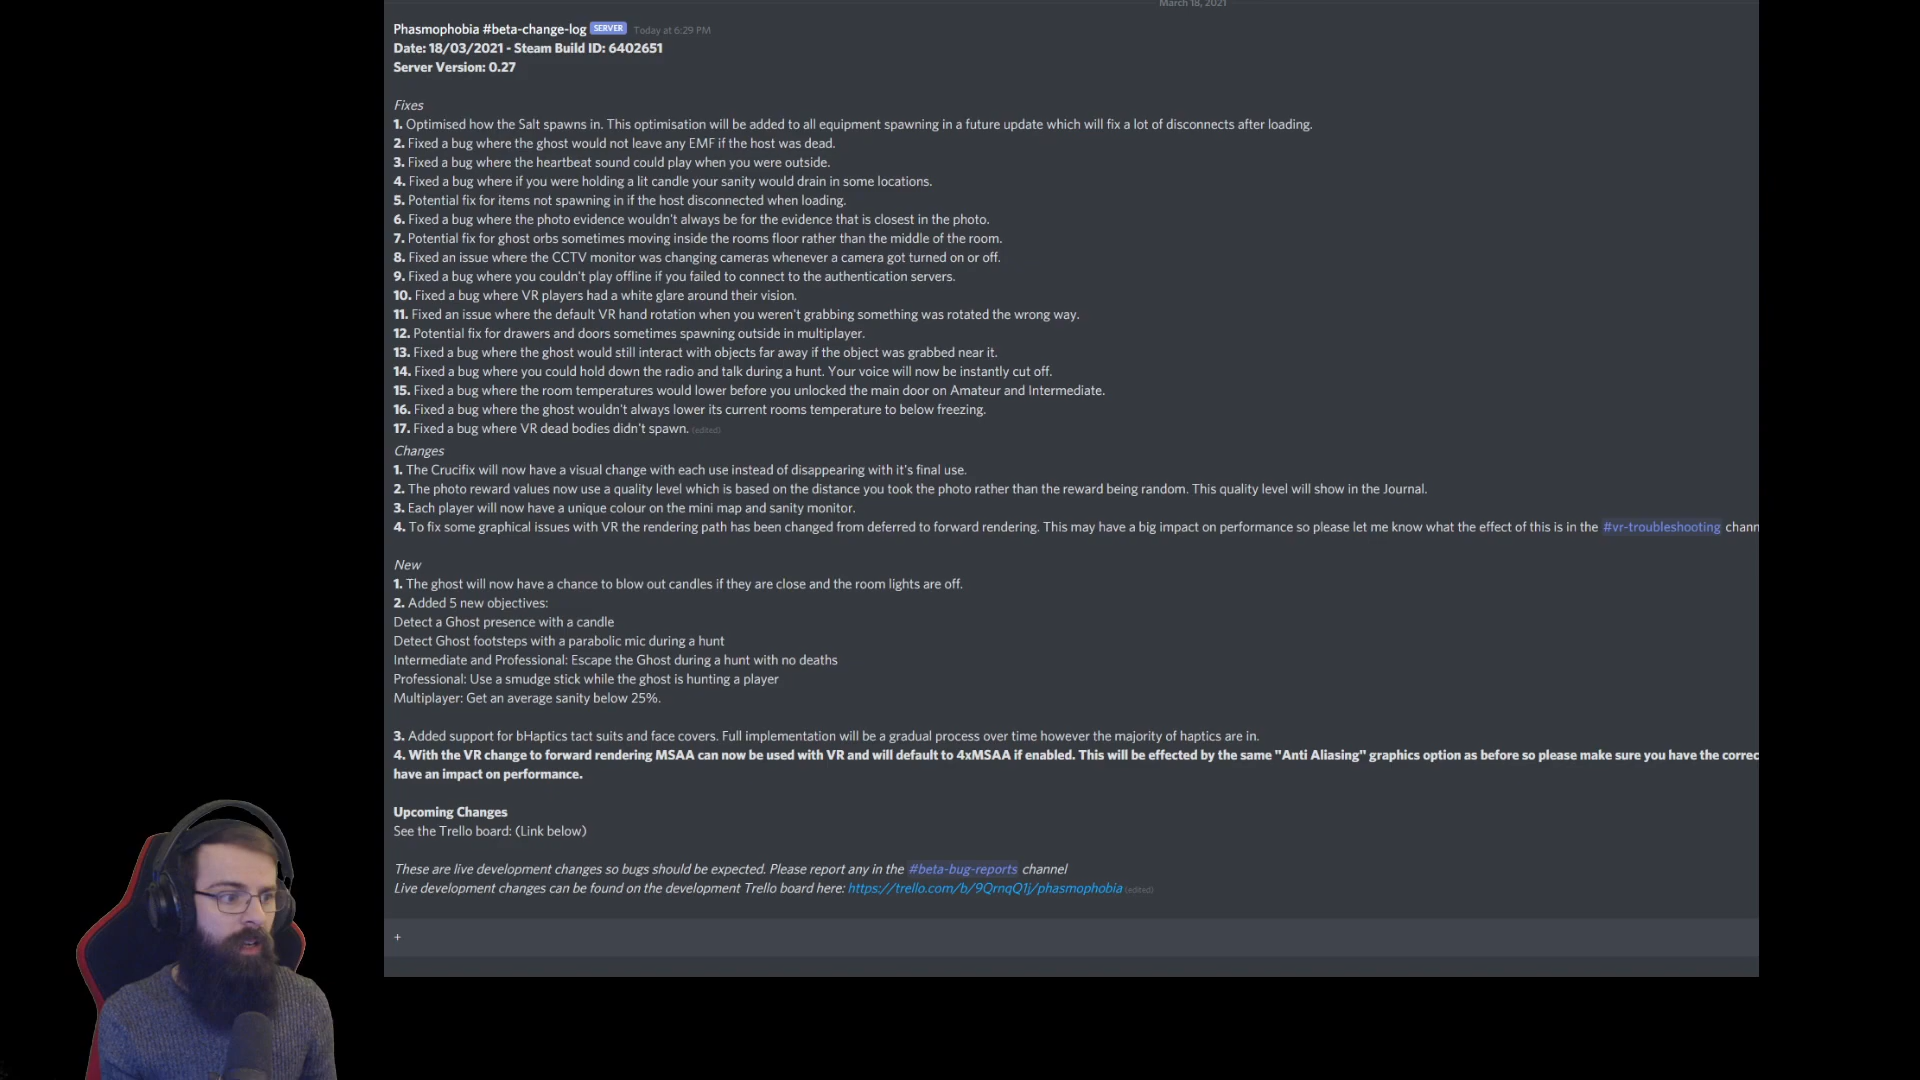 March 18, 2021
Phasmophobia #beta-change-log SERVER Today at 6:29 PM
Date: 18/03/2021 - Steam Build ID: 6402651
Server Version: 0.27
Fixes
1. Optimised how the Salt spawns in. This optimisation will be added to all equipment spawning in a future update which will fix a lot of disconnects after loading.
2. Fixed a bug where the ghost would not leave any EMF if the host was dead.
3. Fixed a bug where the heartbeat sound could play when you were outside.
4. Fixed a bug where if you were holding a lit candle your sanity would drain in some locations.
5. Potential fix for items not spawning in if the host disconnected when loading.
6. Fixed a bug where the photo evidence wouldn't always be for the evidence that is closest in the photo.
7. Potential fix for ghost orbs sometimes moving inside the rooms floor rather than the middle of the room.
8. Fixed an issue where the CCTV monitor was changing cameras whenever a camera got turned on or off.
9. Fixed a bug where you couldn't play offline if you failed to connect to the authentication servers.
10. Fixed a bug where VR players had a white glare around their vision.
11. Fixed an issue where the default VR hand rotation when you weren't grabbing something was rotated the wrong way.
12. Potential fix for drawers and doors sometimes spawning outside in multiplayer.
13. Fixed a bug where the ghost would still interact with objects far away if the object was grabbed near it.
14. Fixed a bug where you could hold down the radio and talk during a hunt. Your voice will now be instantly cut off.
15. Fixed a bug where the room temperatures would lower before you unlocked the main door on Amateur and Intermediate.
16. Fixed a bug where the ghost wouldn't always lower its current rooms temperature to below freezing.
17. Fixed a bug where VR dead bodies didn't spawn. (edited)
Changes
1. The Crucifix will now have a visual change with each use instead of disappearing with it's final use.
2. The photo reward values now use a quality level which is based on the distance you took the photo rather than the reward being random. This quality level will show in the Journal.
3. Each player will now have a unique colour on the mini map and sanity monitor.
4. To fix some graphical issues with VR the rendering path has been changed from deferred to forward rendering. This may have a big impact on performance so please let me know what the effect of this is in the #vr-troubleshooting chann
New
1. The ghost will now have a chance to blow out candles if they are close and the room lights are off.
2. Added 5 new objectives:
Detect a Ghost presence with a candle
Detect Ghost footsteps with a parabolic mic during a hunt
Intermediate and Professional: Escape the Ghost during a hunt with no deaths
Professional: Use a smudge stick while the ghost is hunting a player
Multiplayer: Get an average sanity below 25%.
3. Added support for bHaptics tact suits and face covers. Full implementation will be a gradual process over time however the majority of haptics are in.
4. With the VR change to forward rendering MSAA can now be used with VR and will default to 4xMSAA if enabled. This will be effected by the same "Anti Aliasing" graphics option as before so please make sure you have the correc
have an impact on performance.
Upcoming Changes
See the Trello board: (Link below)
These are live development changes so bugs should be expected. Please report any in the #beta-bug-reports channel
Live development changes can be found on the development Trello board here: https://trello.com/b/9QrnqQ1j/phasmophobia (edited)
+